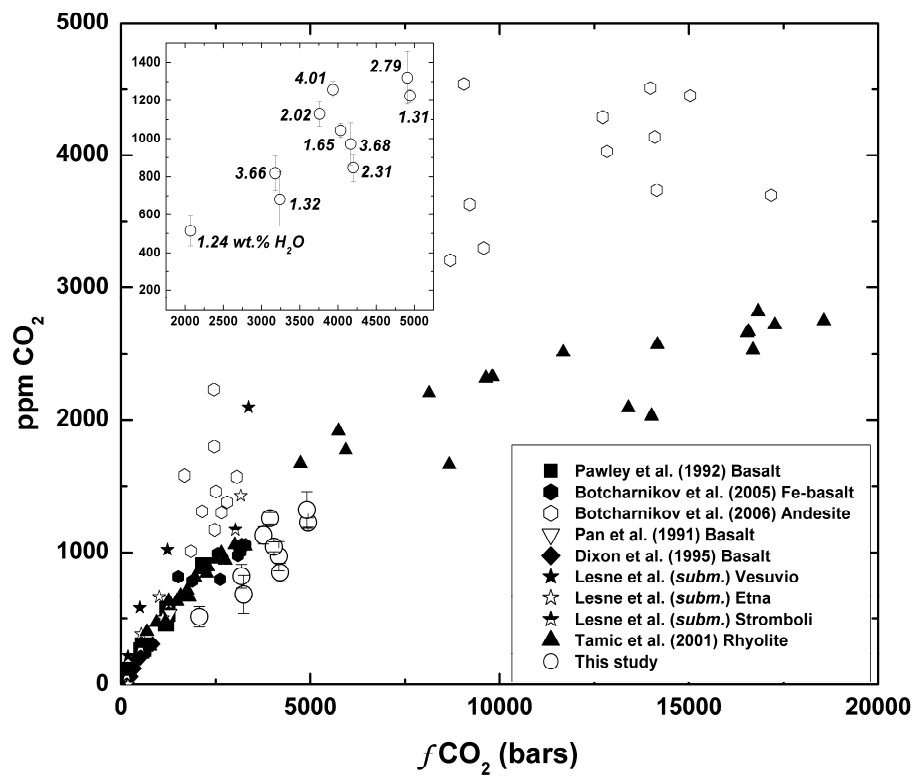 5000
4000
3000
2000
1000
0
ppm CO2
1400
1200
1000
800
600
400
200
2.79
4.01
2.02
1.31
1.65
3.68
3.66
2.31
1.32
1.24 wt.% H2O
2000 2500 3000 3500 4000 4500 5000
Pawley et al. (1992) Basalt
Botcharnikov et al. (2005) Fe-basalt
Botcharnikov et al. (2006) Andesite
Pan et al. (1991) Basalt
Dixon et al. (1995) Basalt
Lesne et al. (subm.) Vesuvio
Lesne et al. (subm.) Etna
Lesne et al. (subm.) Stromboli
Tamic et al. (2001) Rhyolite
This study
0 5000 10000 15000 20000
fCO2 (bars)